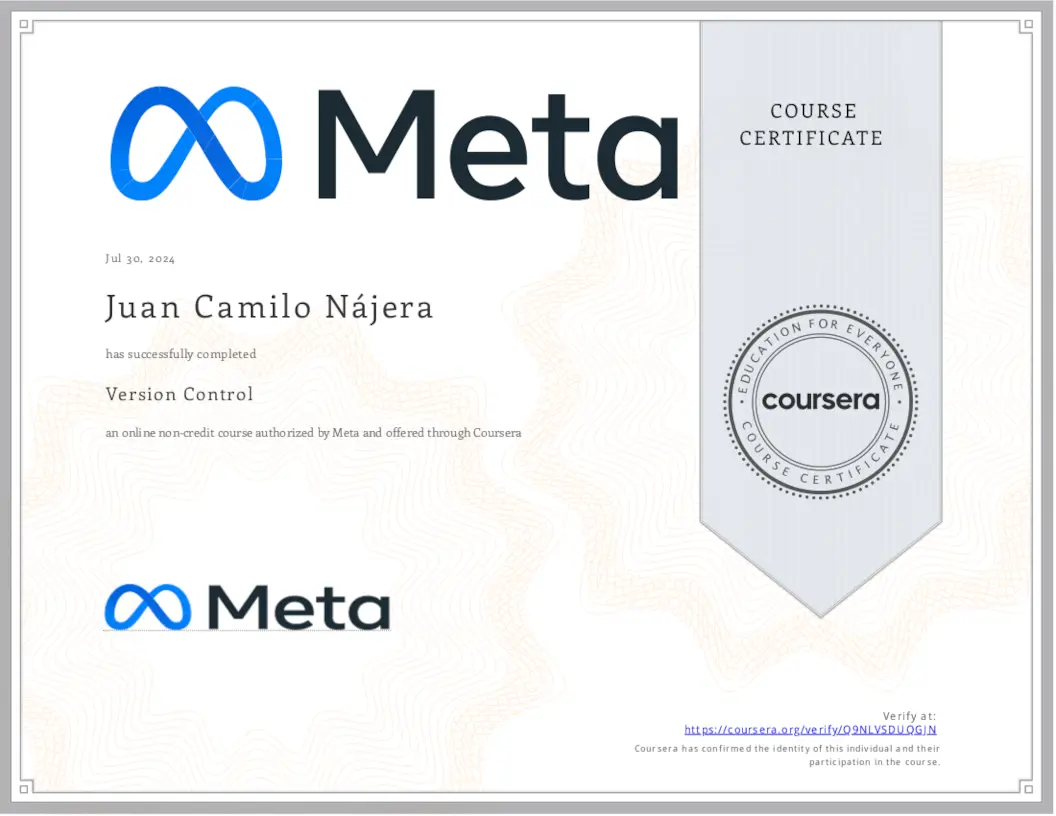 Meta
COURSE
CERTIFICATE
Jul 30, 2024
Juan Camilo Nájera
has successfully completed
Version Control
an online non-credit course authorized by Meta and offered through Coursera
EDUCATION FOR EVERYONE
coursera
COURSE CERTIFICATE
Meta
Verify at:
https://coursera.org/verify/Q9NLVSDUQGJN
Coursera has confirmed the identity of this individual and their
participation in the course.